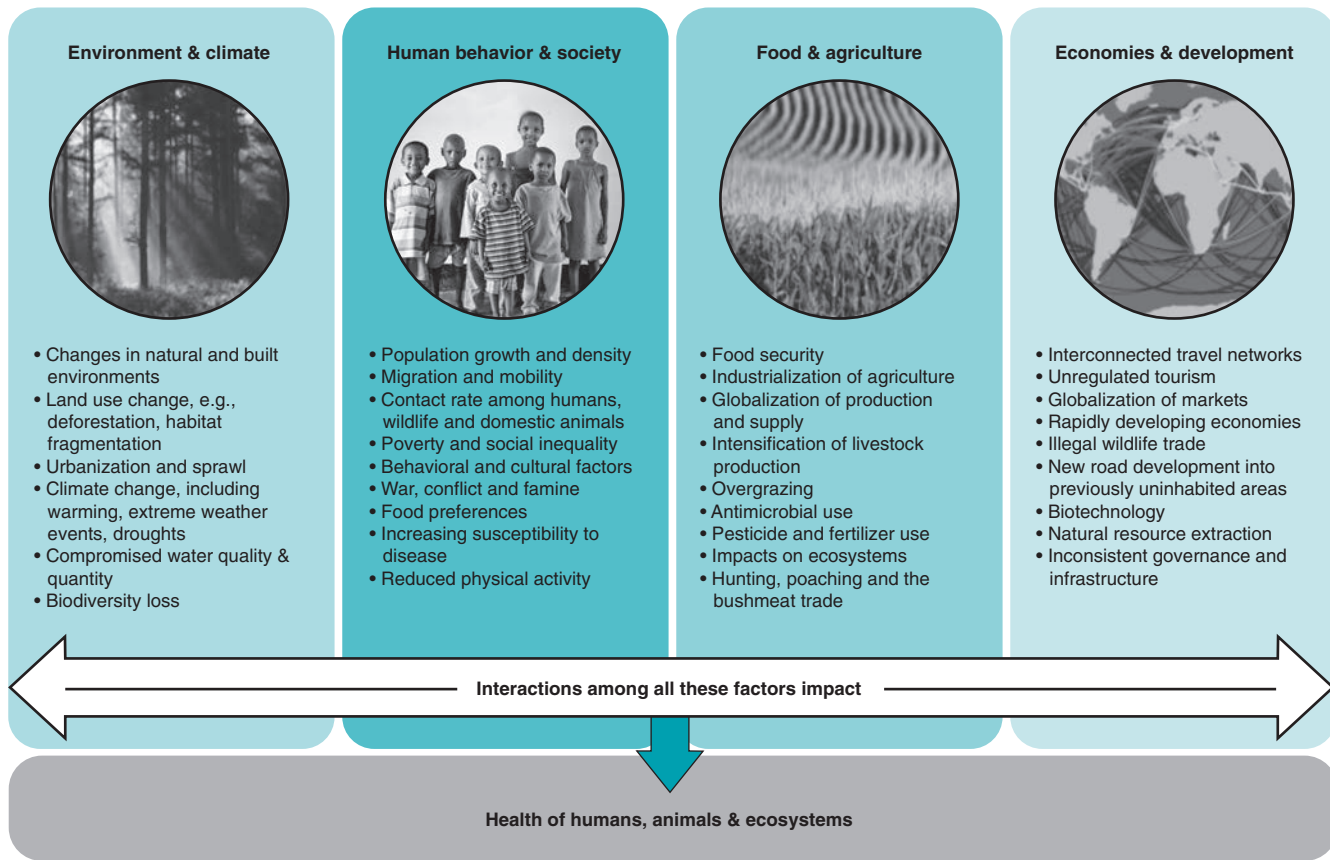 Environment & climate
• Changes in natural and built
environments
• Land use change, e.g.,
deforestation, habitat
fragmentation
• Urbanization and sprawl
• Climate change, including
warming, extreme weather
events, droughts
• Compromised water quality &
quantity
• Biodiversity loss
Human behavior & society
• Population growth and density
• Migration and mobility
• Contact rate among humans,
wildlife and domestic animals
• Poverty and social inequality
• Behavioral and cultural factors
• War, conflict and famine
• Food preferences
• Increasing susceptibility to
disease
• Reduced physical activity
Food & agriculture
• Food security
• Industrialization of agriculture
• Globalization of production
and supply
• Intensification of livestock
production
• Overgrazing
• Antimicrobial use
• Pesticide and fertilizer use
• Impacts on ecosystems
• Hunting, poaching and the
bushmeat trade
Economies & development
• Interconnected travel networks
• Unregulated tourism
• Globalization of markets
• Rapidly developing economies
• Illegal wildlife trade
• New road development into
previously uninhabited areas
• Biotechnology
• Natural resource extraction
• Inconsistent governance and
infrastructure
Interactions among all these factors impact
Health of humans, animals & ecosystems